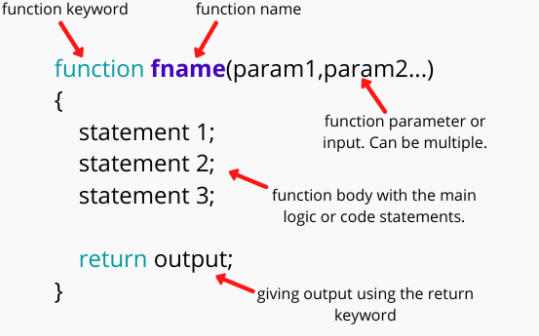 function keyword
function name
function fname(param1,param2...)
{
function parameter or
input. Can be multiple.
statement 1;
statement 2;
statement 3;
function body with the main
logic or code statements.
return output;
}
giving output using the return
keyword